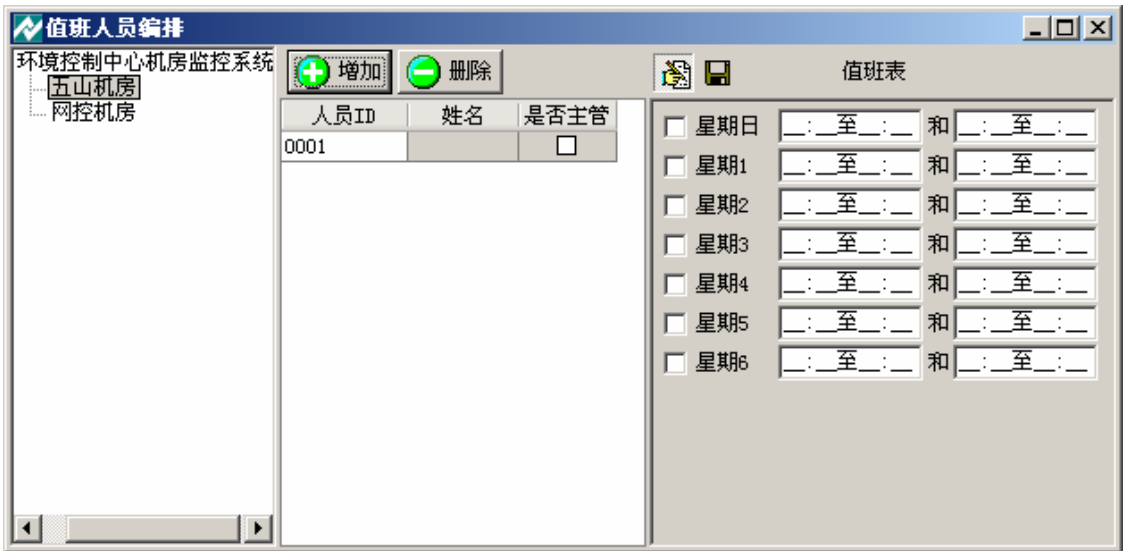 值班人员编排
环境控制中心机房监控系统
五山机房
网控机房
增加 删除
人员ID 姓名 是否主管
0001
值班表
星期日 __:__至__:__ 和 __:__至__:__
星期1 __:__至__:__ 和 __:__至__:__
星期2 __:__至__:__ 和 __:__至__:__
星期3 __:__至__:__ 和 __:__至__:__
星期4 __:__至__:__ 和 __:__至__:__
星期5 __:__至__:__ 和 __:__至__:__
星期6 __:__至__:__ 和 __:__至__:__